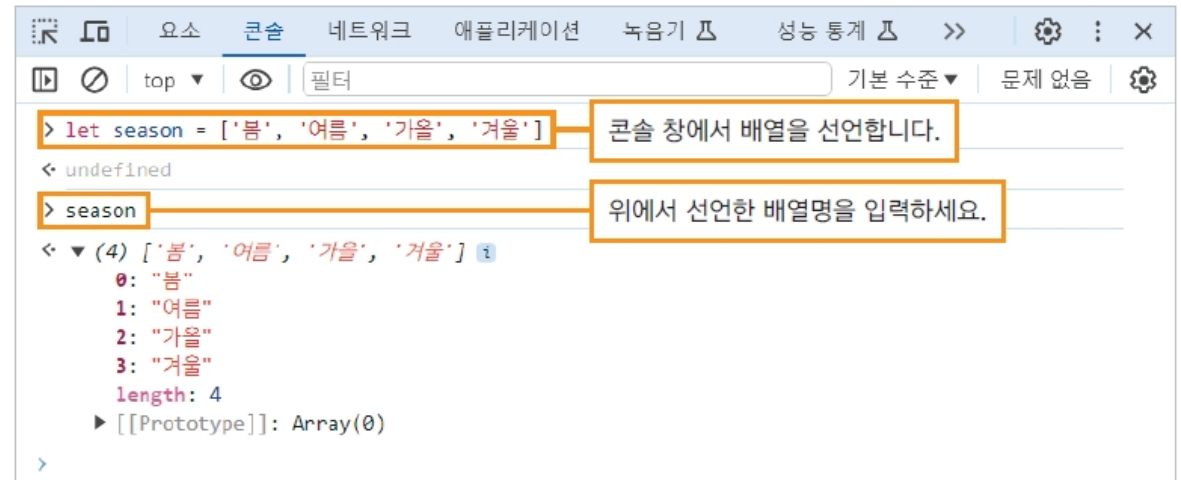 요소 콘솔 네트워크 애플리케이션 녹음기 성능 통계 >>
top ▼ 필터 기본 수준 ▼ 문제 없음
> let season = ['봄', '여름', '가을', '겨울'] 콘솔 창에서 배열을 선언합니다.
<· undefined
> season 위에서 선언한 배열명을 입력하세요.
<· ▼ (4) ['봄', '여름', '가을', '겨울'] i
0: "봄"
1: "여름"
2: "가을"
3: "겨울"
length: 4
▶ [[Prototype]]: Array(0)
>